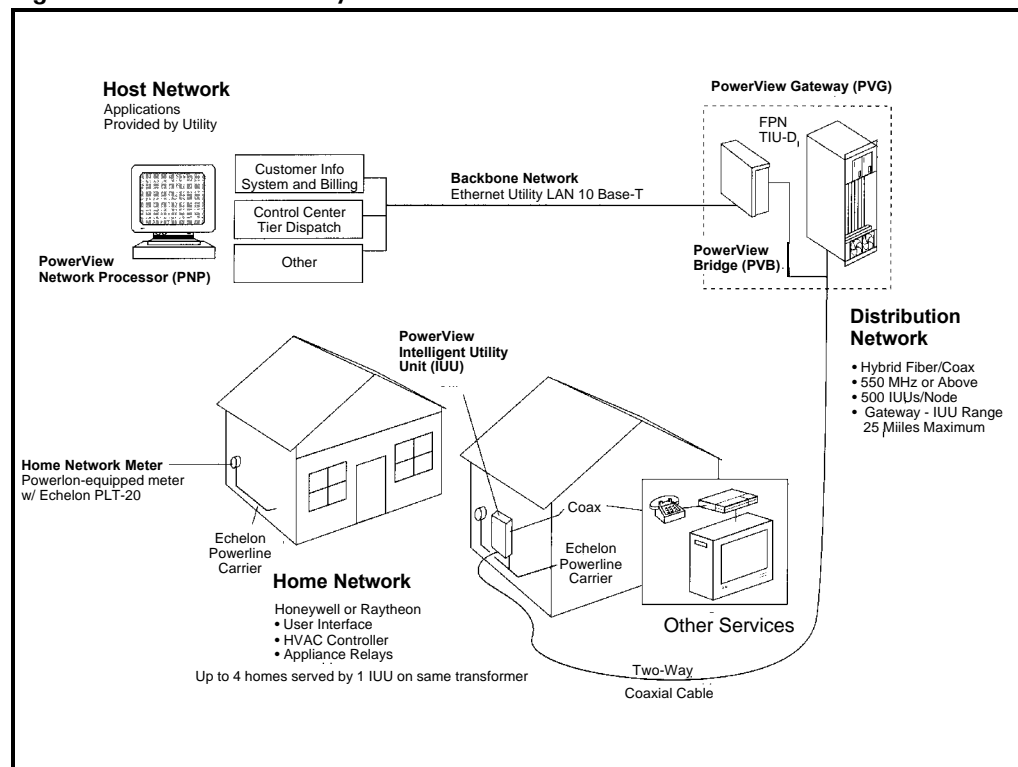 Host Network
Applications
Provided by Utility
PowerView Gateway (PVG)
FPN
TIU-D
Customer Info
System and Billing
Control Center
Tier Dispatch
Other
Backbone Network
Ethernet Utility LAN 10 Base-T
PowerView
Network Processor (PNP)
PowerView
Bridge (PVB)
Distribution
Network
• Hybrid Fiber/Coax
• 550 MHz or Above
• 500 IUUs/Node
• Gateway - IUU Range
25 Miiles Maximum
PowerView
Intelligent Utility
Unit (IUU)
Home Network Meter
Powerlon-equipped meter
w/ Echelon PLT-20
Echelon
Powerline
Carrier
Coax
Echelon
Powerline
Carrier
Home Network
Honeywell or Raytheon
• User Interface
• HVAC Controller
• Appliance Relays
Up to 4 homes served by 1 IUU on same transformer
Other Services
Two-Way
Coaxial Cable